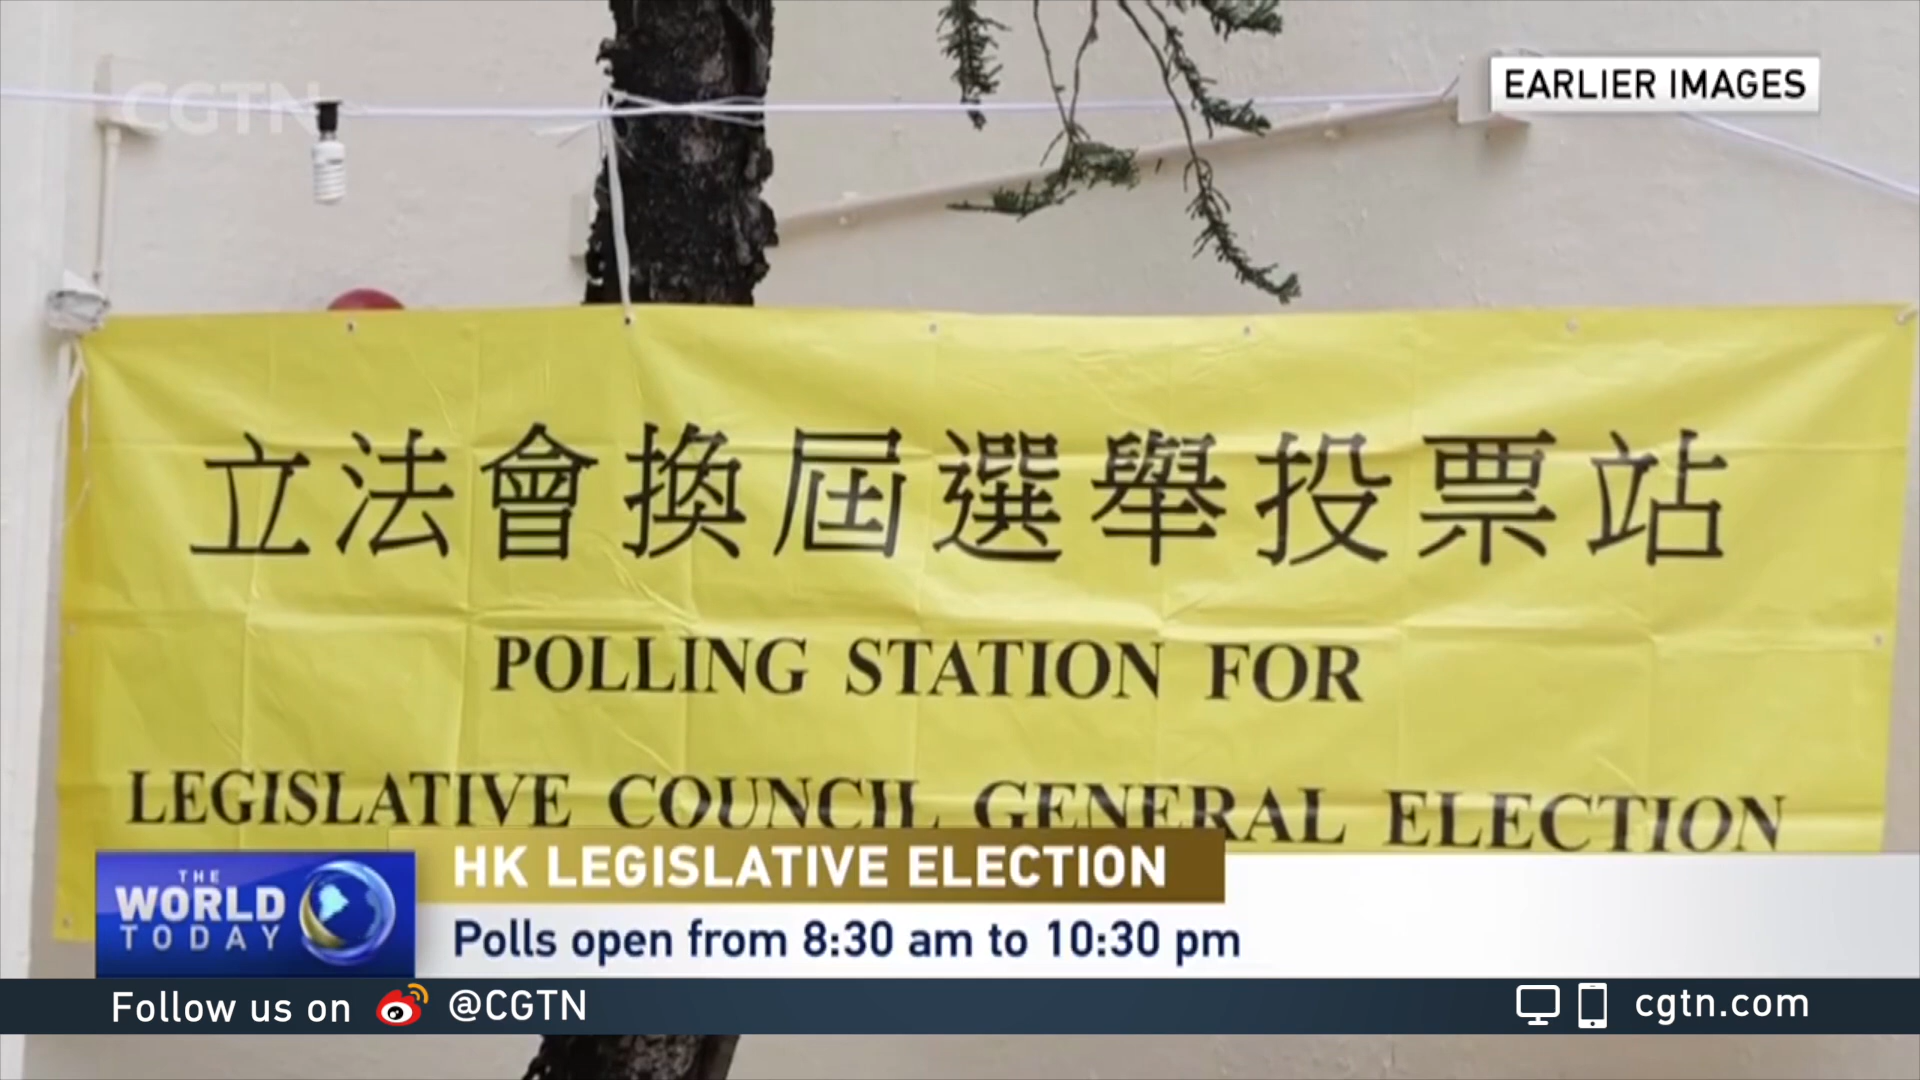 CGTN
EARLIER IMAGES
立法會換屆選舉投票站
POLLING STATION FOR
LEGISLATIVE COUNCIL GENERAL ELECTION
THE
WORLD
TODAY
HK LEGISLATIVE ELECTION
Polls open from 8:30 am to 10:30 pm
Follow us on @CGTN
cgtn.com